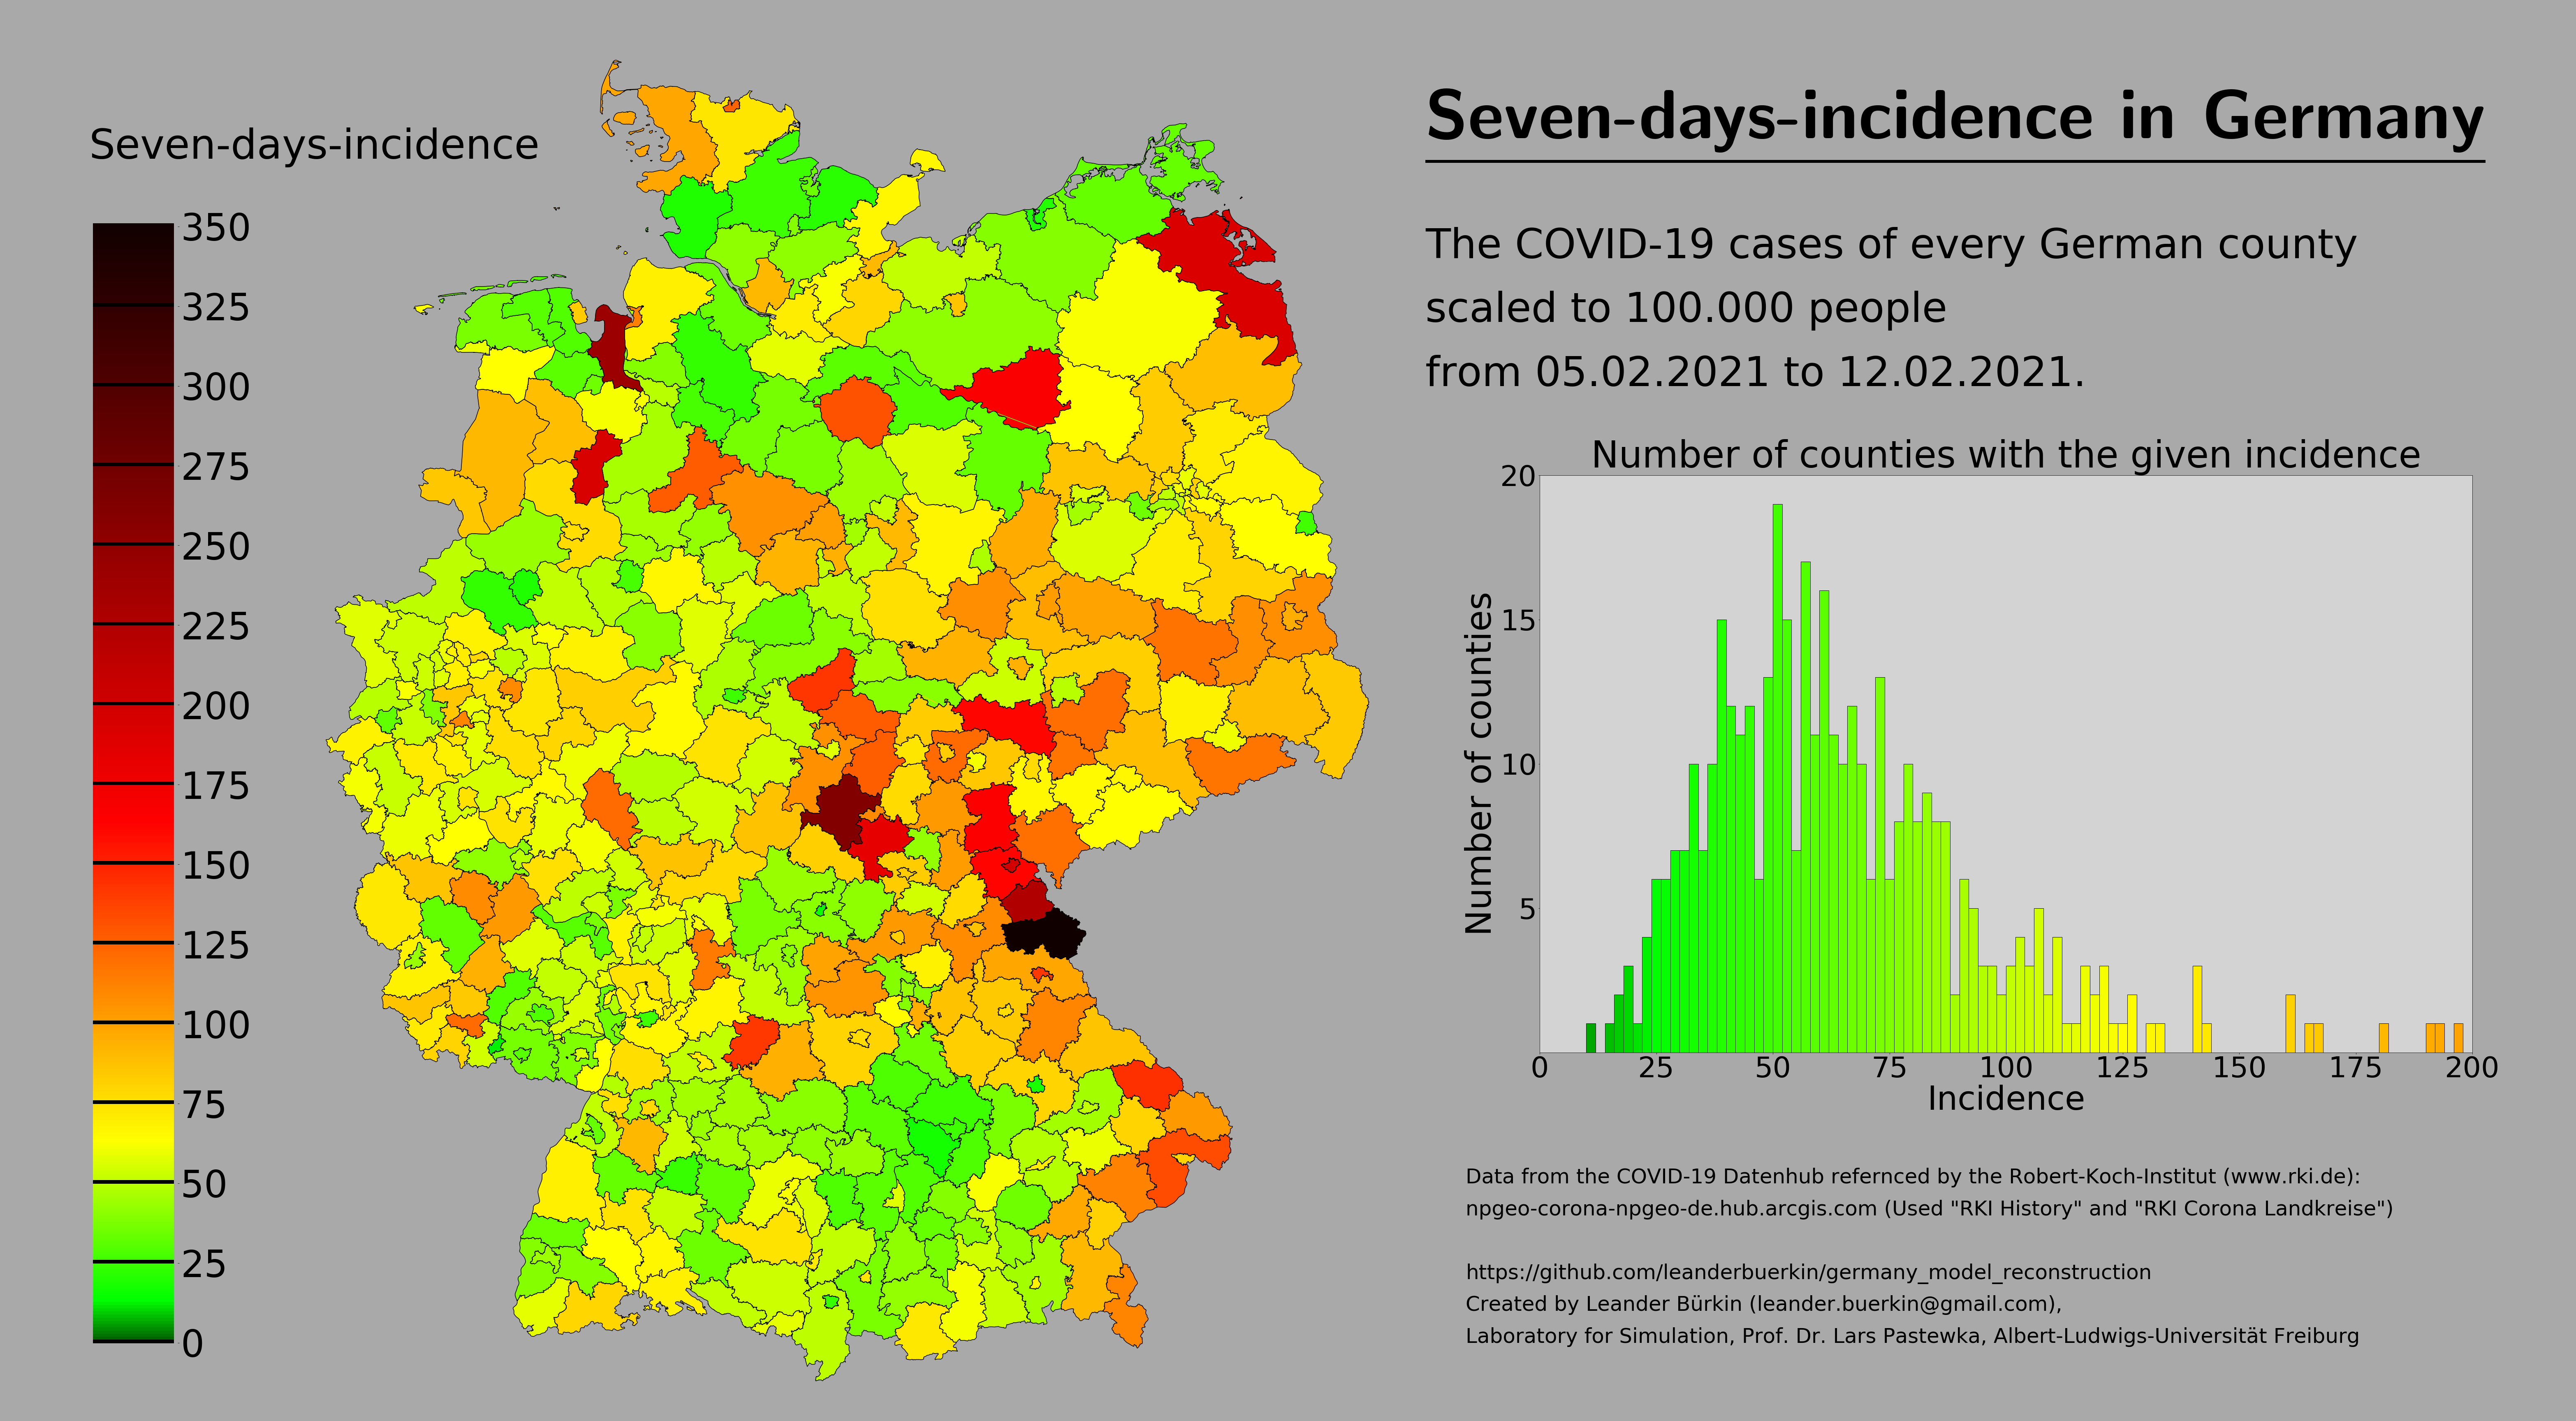 Seven-days-incidence
350
325
300
275
250
225
200
175
150
125
100
75
50
25
0
Seven-days-incidence in Germany
The COVID-19 cases of every German county
scaled to 100.000 people
from 05.02.2021 to 12.02.2021.
Number of counties with the given incidence
20
15
10
5
Number of counties
0 25 50 75 100 125 150 175 200
Incidence
Data from the COVID-19 Datenhub refernced by the Robert-Koch-Institut (www.rki.de):
npgeo-corona-npgeo-de.hub.arcgis.com (Used "RKI History" and "RKI Corona Landkreise")
https://github.com/leanderbuerkin/germany_model_reconstruction
Created by Leander Bürkin (leander.buerkin@gmail.com),
Laboratory for Simulation, Prof. Dr. Lars Pastewka, Albert-Ludwigs-Universität Freiburg